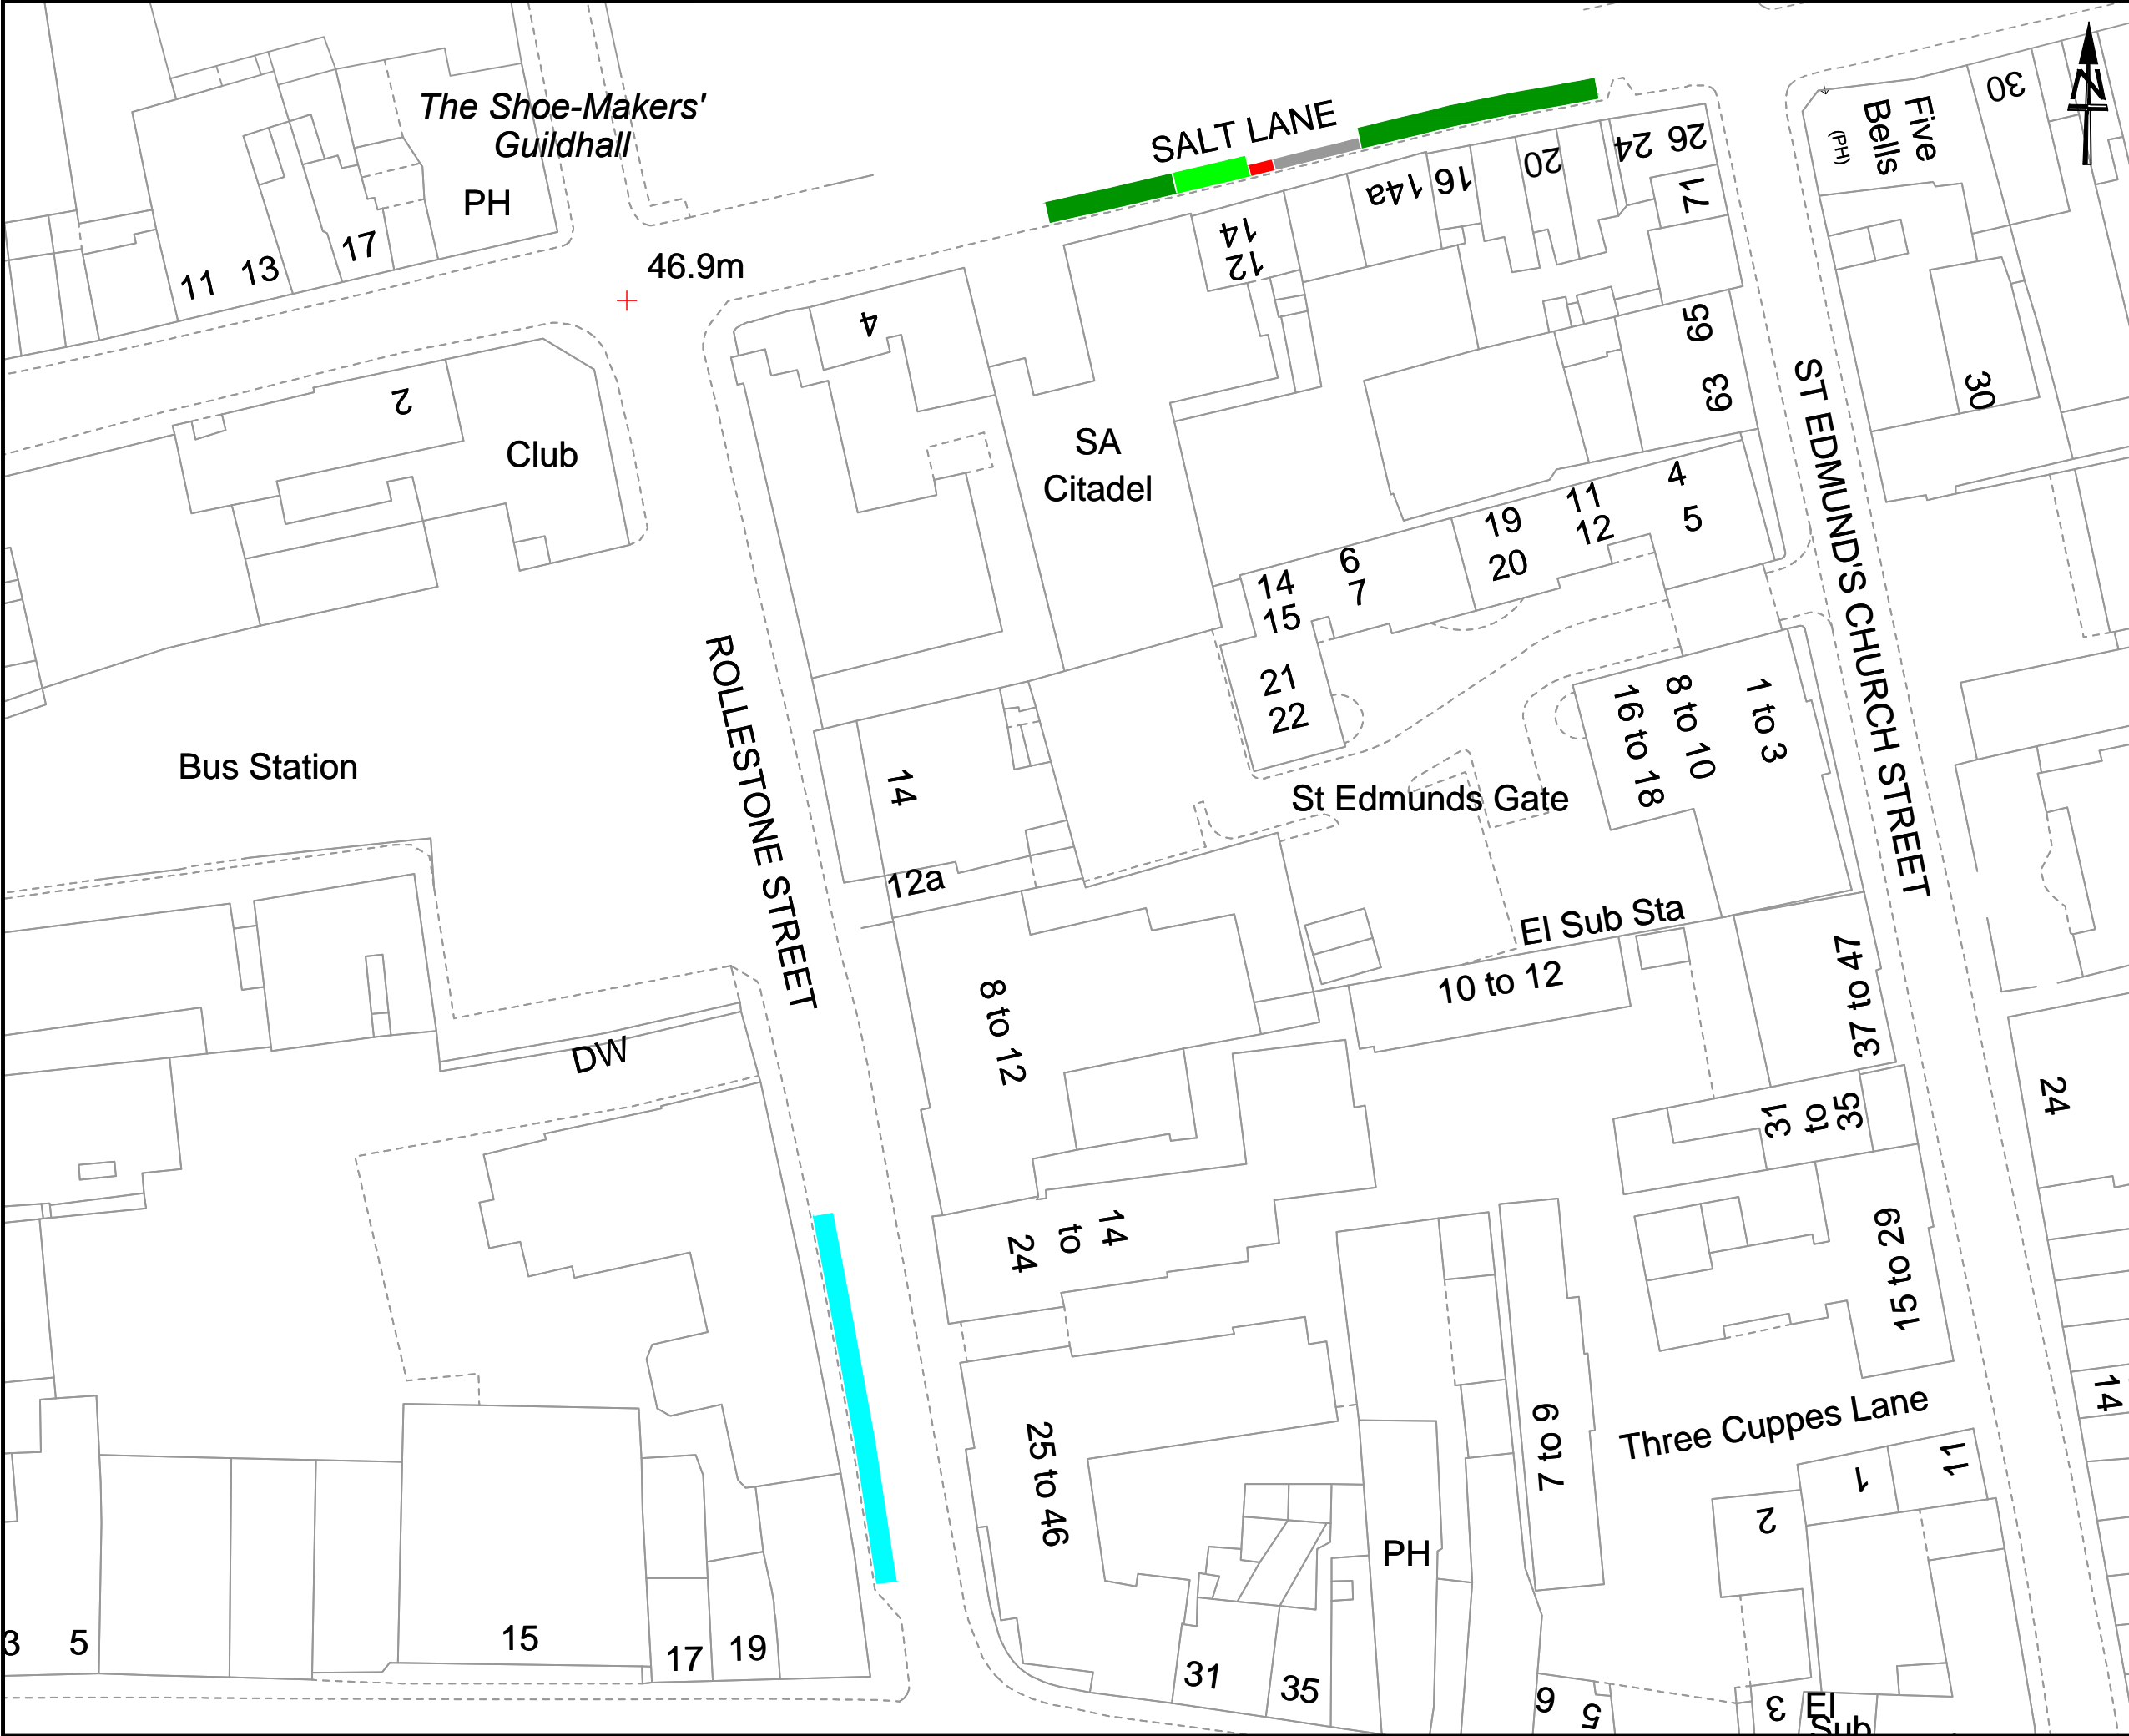 The Shoe-Makers'
Guildhall
PH
11
13
17
46.9m
SALT LANE
14
12
14a
16
20
24
26
17
Five
Bells
(PH)
30
N
4
2
Club
SA
Citadel
65
63
30
ST EDMUND'S CHURCH STREET
4
5
11
12
19
20
6
7
14
15
21
22
1 to 3
8 to 10
16 to 18
ROLLESTONE STREET
Bus Station
14
12a
St Edmunds Gate
El Sub Sta
10 to 12
8 to 12
37 to 47
DW
31
to
35
24
14
to
24
15 to 29
14
25 to 46
6 to 7
Three Cuppes Lane
1
11
2
PH
3
5
15
17
19
31
35
6
5
3
El
Sub